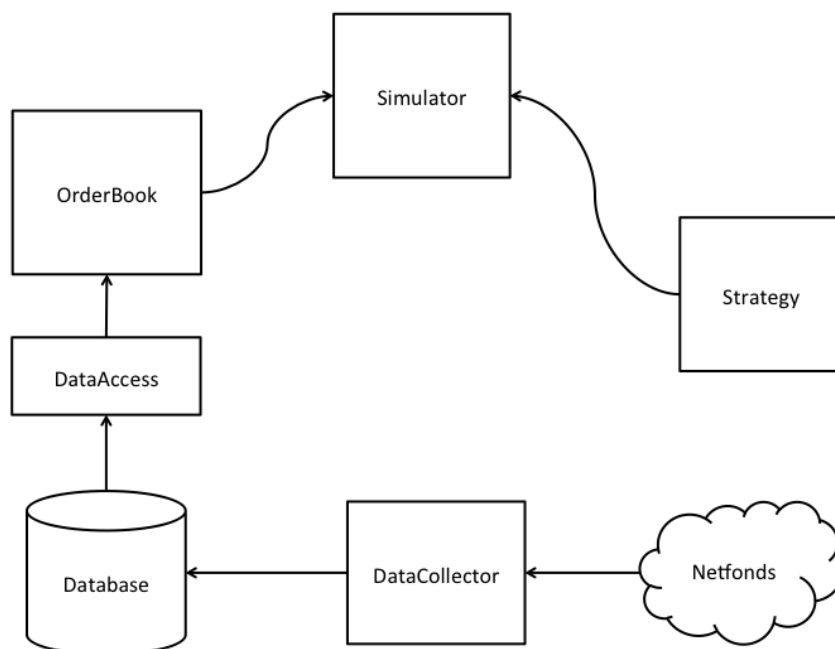 Simulator
OrderBook
Strategy
DataAccess
Database
DataCollector
Netfonds